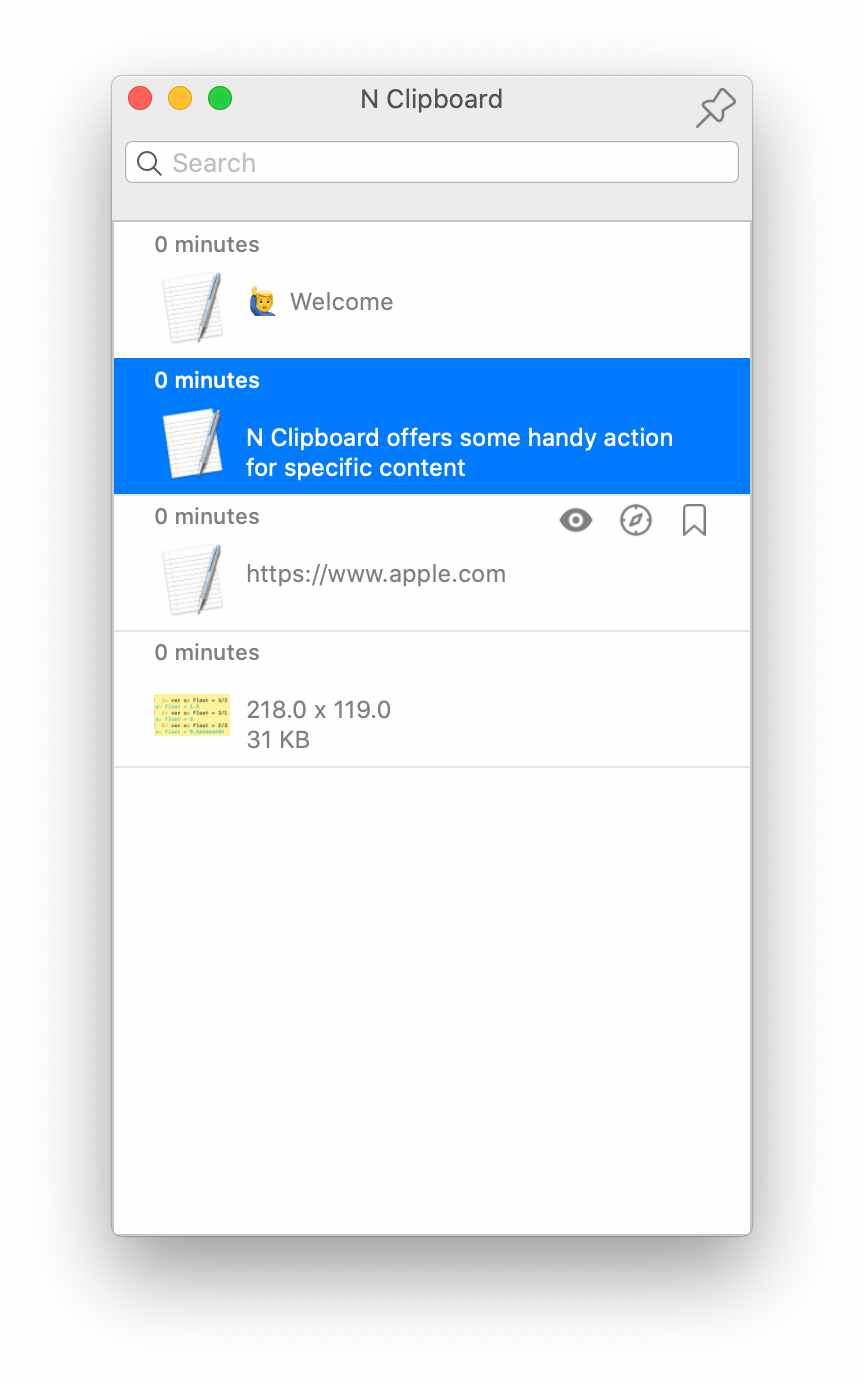 N Clipboard
Search
0 minutes
🙋‍♂️ Welcome
0 minutes
N Clipboard offers some handy action
for specific content
0 minutes
https://www.apple.com
0 minutes
218.0 x 119.0
31 KB